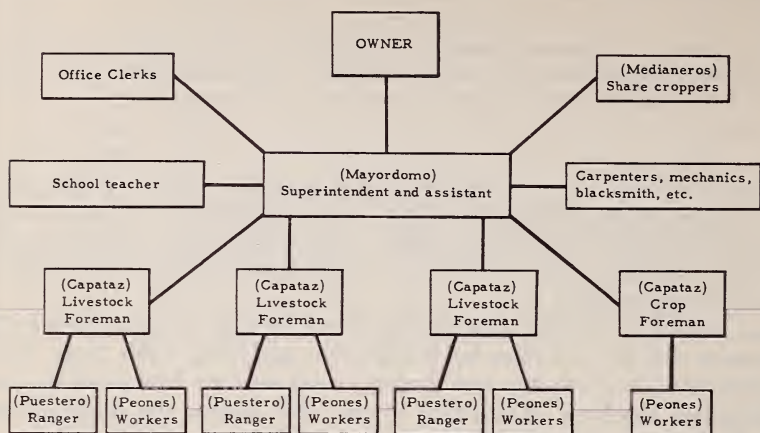 OWNER
Office Clerks
(Medianeros)
Share croppers
School teacher
(Mayordomo)
Superintendent and assistant
Carpenters, mechanics,
blacksmith, etc.
(Capataz)
Livestock
Foreman
(Capataz)
Livestock
Foreman
(Capataz)
Livestock
Foreman
(Capataz)
Crop
Foreman
(Puestero)
Ranger
(Peones)
Workers
(Puestero)
Ranger
(Peones)
Workers
(Puestero)
Ranger
(Peones)
Workers
(Peones)
Workers